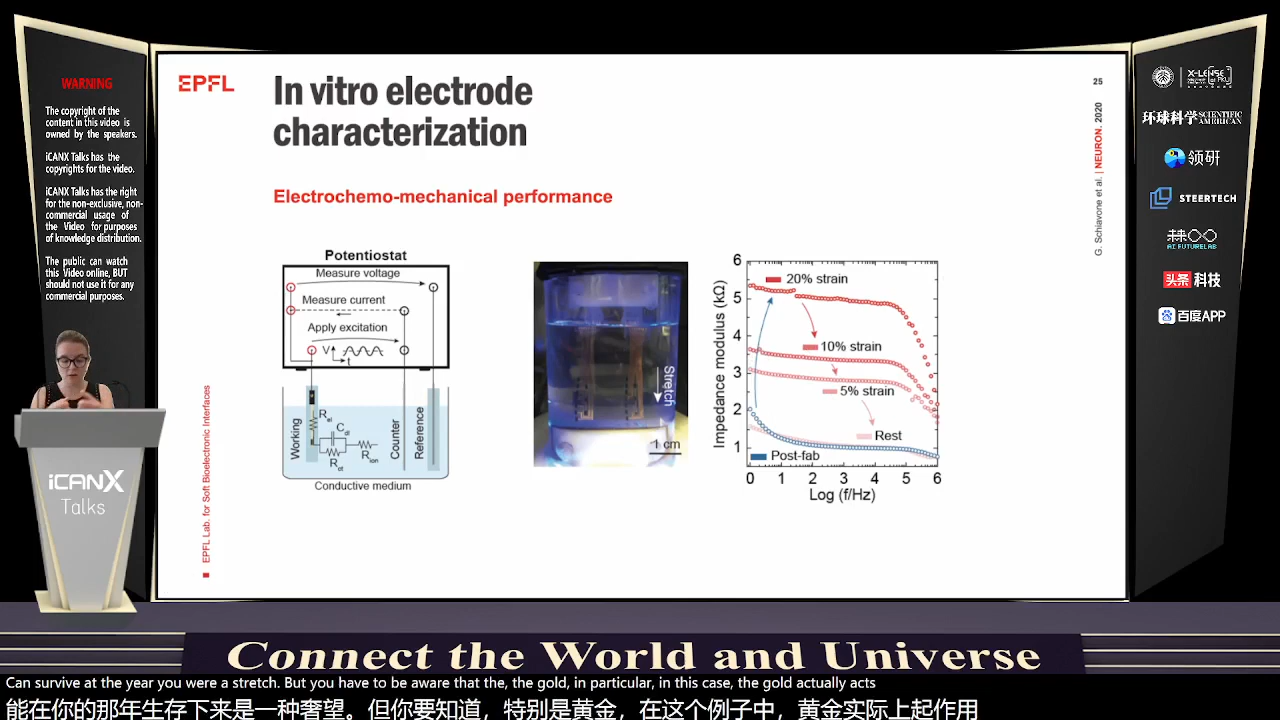 WARNING
The copyright of the
content in this video is
owned by the speakers.
iCANX Talks has the
copyrights for the video.
iCANX Talks has the right
for the non-exclusive, non-
commercial usage of
the Video for purposes
of knowledge distribution.
The public can watch
this Video online, BUT
should not use it for any
commercial purposes.
iCANX
Talks
EPFL
In vitro electrode
characterization
Electrochemo-mechanical performance
Potentiostat
Measure voltage
Measure current
Apply excitation
V
t
Working
Rel
Cdl
Rct
Rion
Counter
Reference
Conductive medium
Stretch
1 cm
Impedance modulus (kΩ)
6
5
4
3
2
1
20% strain
10% strain
5% strain
Rest
Post-fab
0 1 2 3 4 5 6
Log (f/Hz)
EPFL Lab. for Soft Bioelectronic Interfaces
25
G. Schiavone et al. | NEURON. 2020
环球科学 SCIENTIFIC AMERICAN
领研
STEERTECH
AI FUTURELAB
头条 科技
百度APP
Connect the World and Universe
Can survive at the year you were a stretch. But you have to be aware that the, the gold, in particular, in this case, the gold actually acts
能在你的那年生存下来是一种奢望。但你要知道，特别是黄金，在这个例子中，黄金实际上起作用